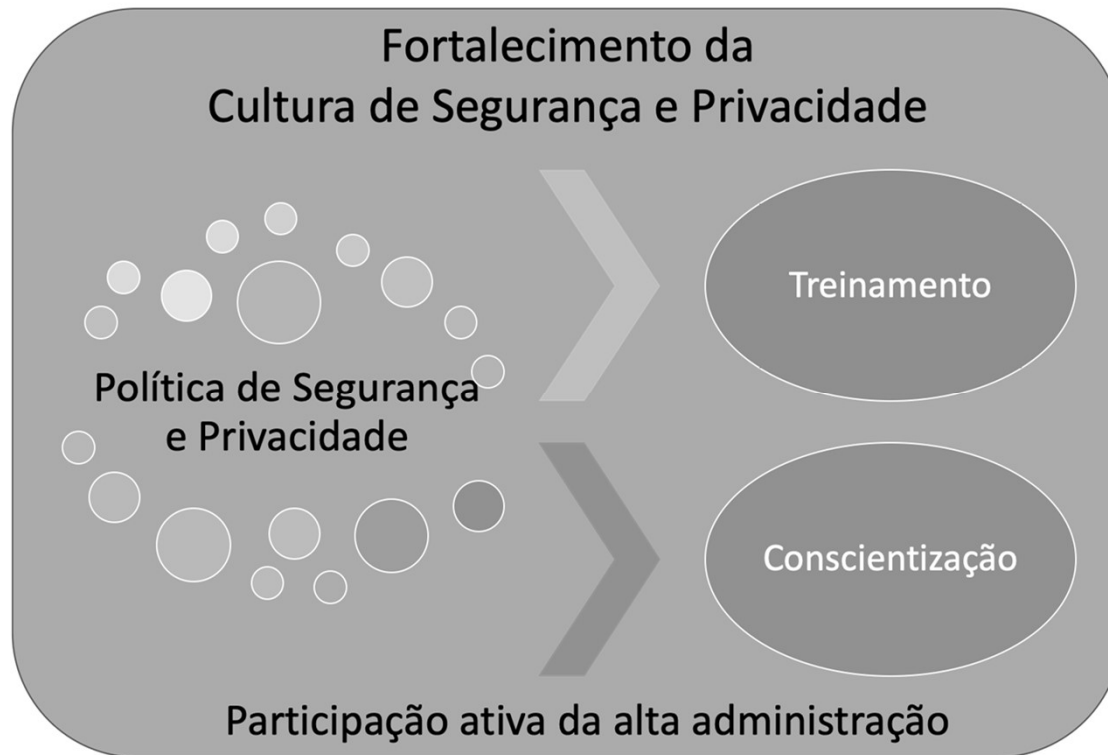 Fortalecimento da
Cultura de Segurança e Privacidade
Política de Segurança
e Privacidade
Treinamento
Conscientização
Participação ativa da alta administração